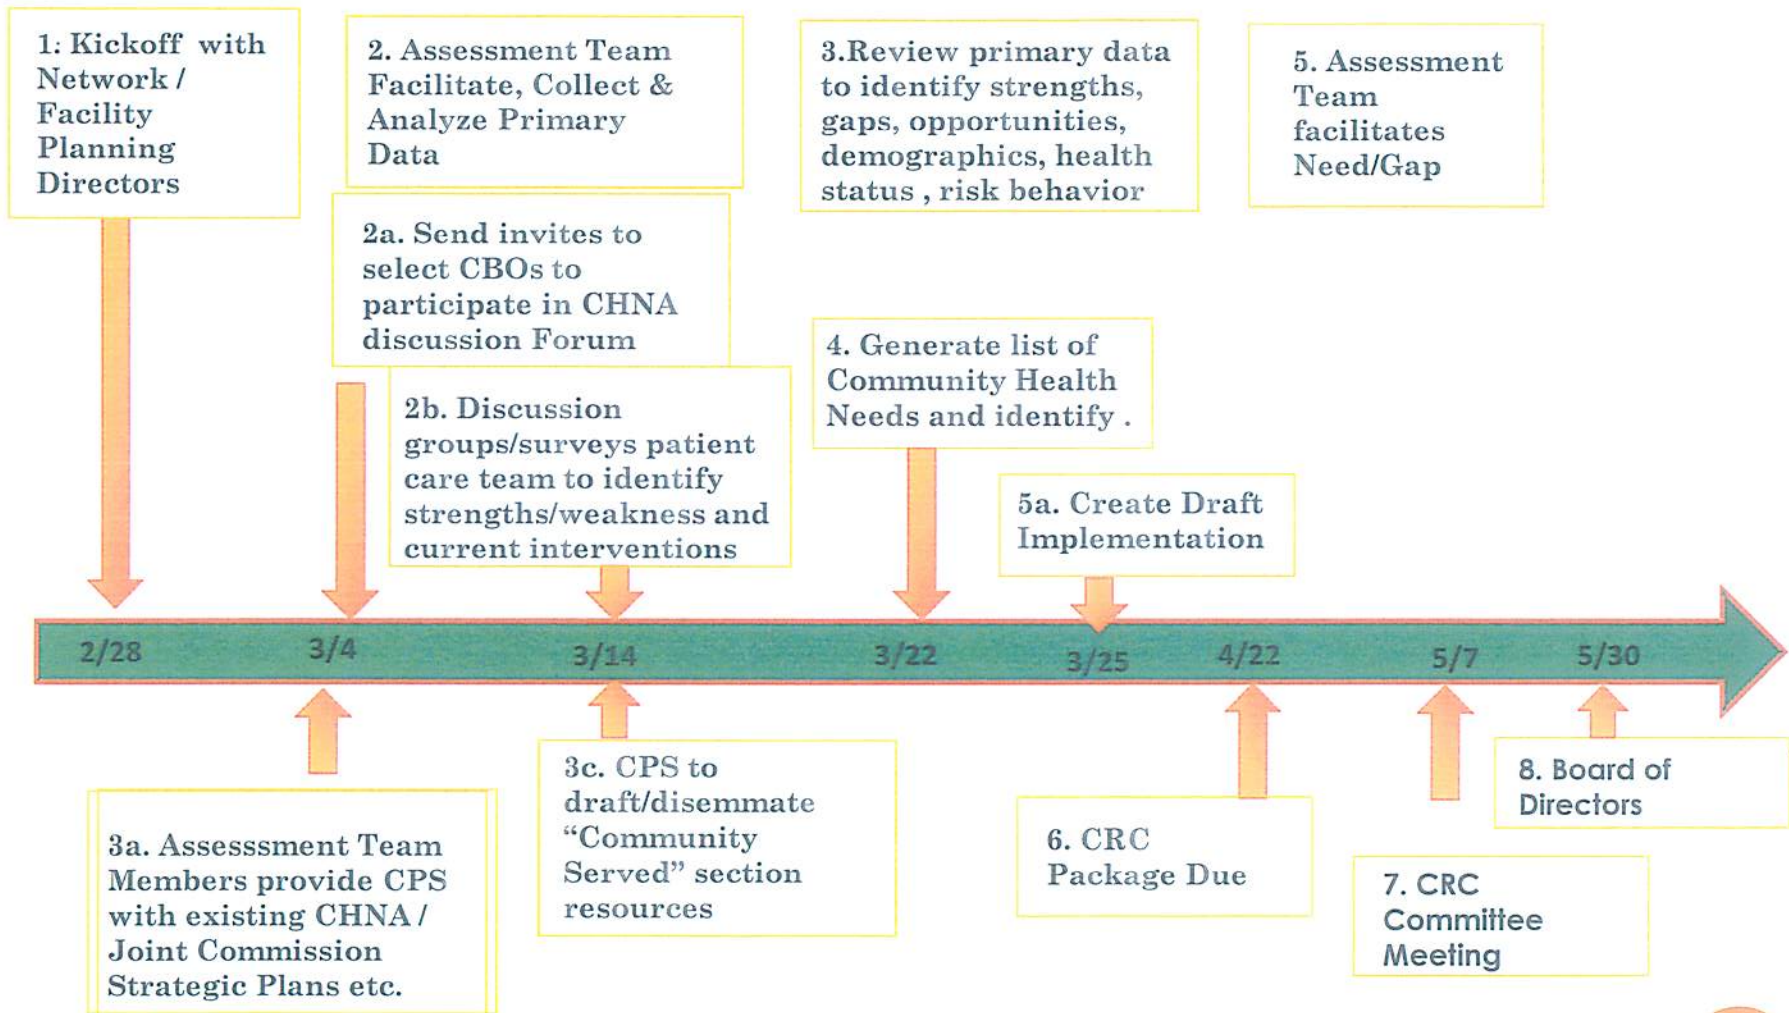 1. Kickoff with
Network /
Facility
Planning
Directors
2. Assessment Team
Facilitate, Collect &
Analyze Primary
Data
2a. Send invites to
select CBOs to
participate in CHNA
discussion Forum
2b. Discussion
groups/surveys patient
care team to identify
strengths/weakness and
current interventions
3.Review primary data
to identify strengths,
gaps, opportunities,
demographics, health
status , risk behavior
4. Generate list of
Community Health
Needs and identify .
5. Assessment
Team
facilitates
Need/Gap
5a. Create Draft
Implementation
2/28
3/4
3/14
3/22
3/25
4/22
5/7
5/30
3a. Assesssment Team
Members provide CPS
with existing CHNA /
Joint Commission
Strategic Plans etc.
3c. CPS to
draft/disemmate
“Community
Served” section
resources
6. CRC
Package Due
7. CRC
Committee
Meeting
8. Board of
Directors